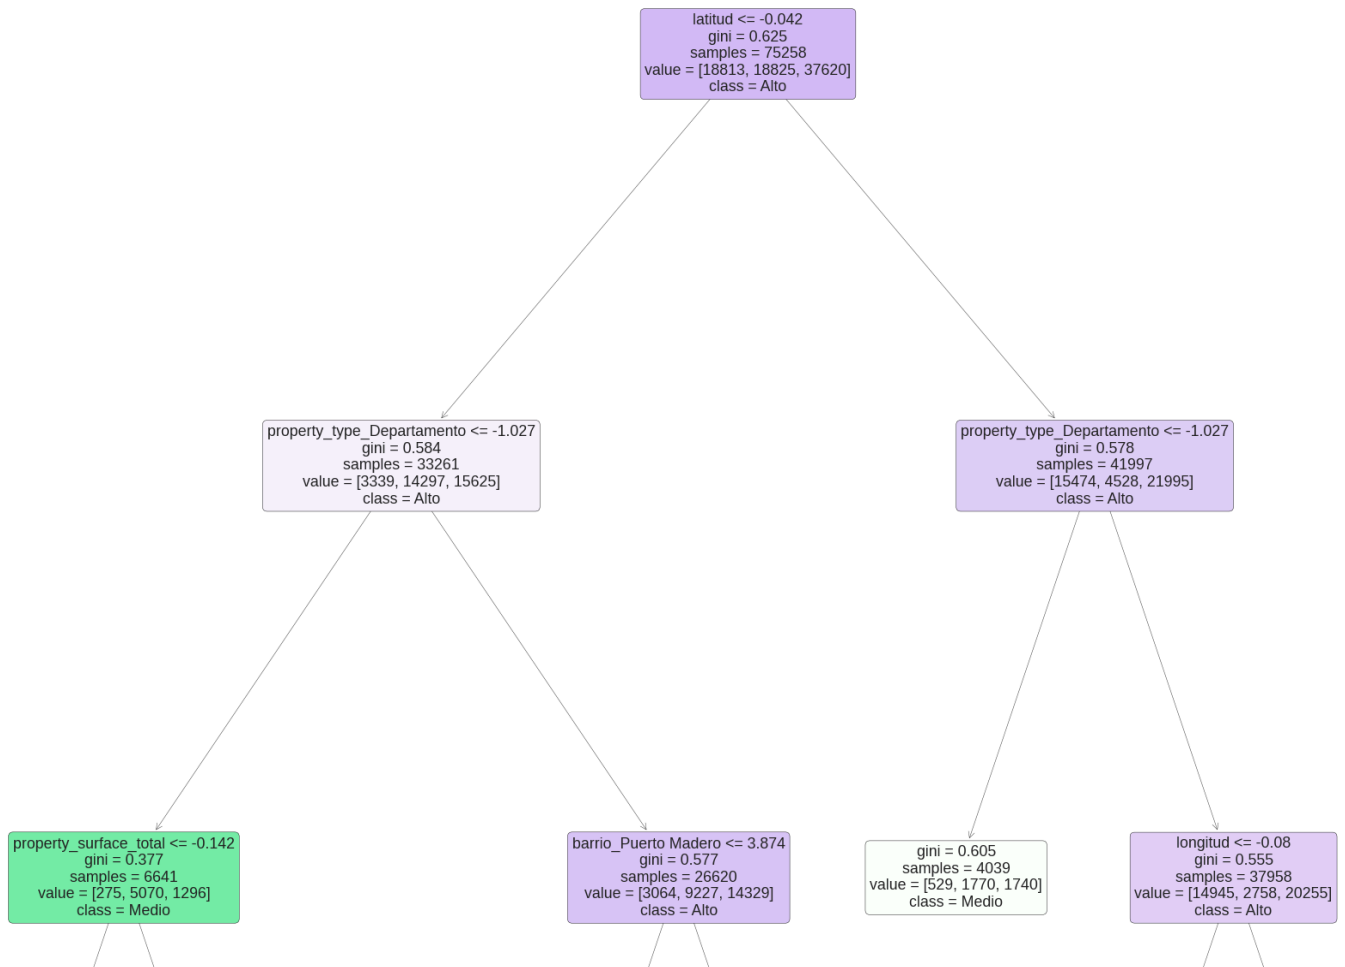 latitud <= -0.042
gini = 0.625
samples = 75258
value = [18813, 18825, 37620]
class = Alto
property_type_Departamento <= -1.027
gini = 0.584
samples = 33261
value = [3339, 14297, 15625]
class = Alto
property_type_Departamento <= -1.027
gini = 0.578
samples = 41997
value = [15474, 4528, 21995]
class = Alto
property_surface_total <= -0.142
gini = 0.377
samples = 6641
value = [275, 5070, 1296]
class = Medio
barrio_Puerto Madero <= 3.874
gini = 0.577
samples = 26620
value = [3064, 9227, 14329]
class = Alto
gini = 0.605
samples = 4039
value = [529, 1770, 1740]
class = Medio
longitud <= -0.08
gini = 0.555
samples = 37958
value = [14945, 2758, 20255]
class = Alto